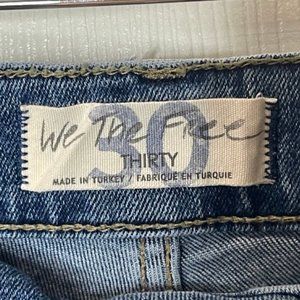 We The Free
30
THIRTY
MADE IN TURKEY / FABRIQUÉ EN TURQUIE